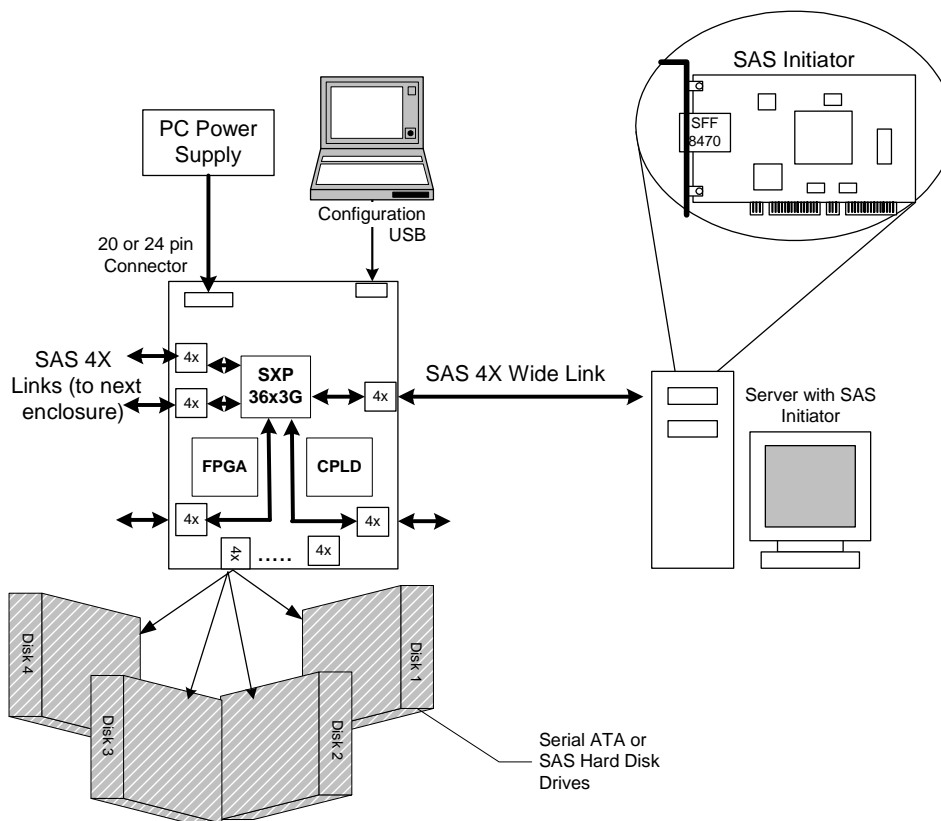 SAS Initiator
SFF
8470
PC Power
Supply
Configuration
USB
20 or 24 pin
Connector
SAS 4X
Links (to next
enclosure)
4x
4x
SXP
36x3G
4x
SAS 4X Wide Link
Server with SAS
Initiator
FPGA
CPLD
4x
4x
4x
.....
4x
Disk 4
Disk 3
Disk 2
Disk 1
Serial ATA or
SAS Hard Disk
Drives